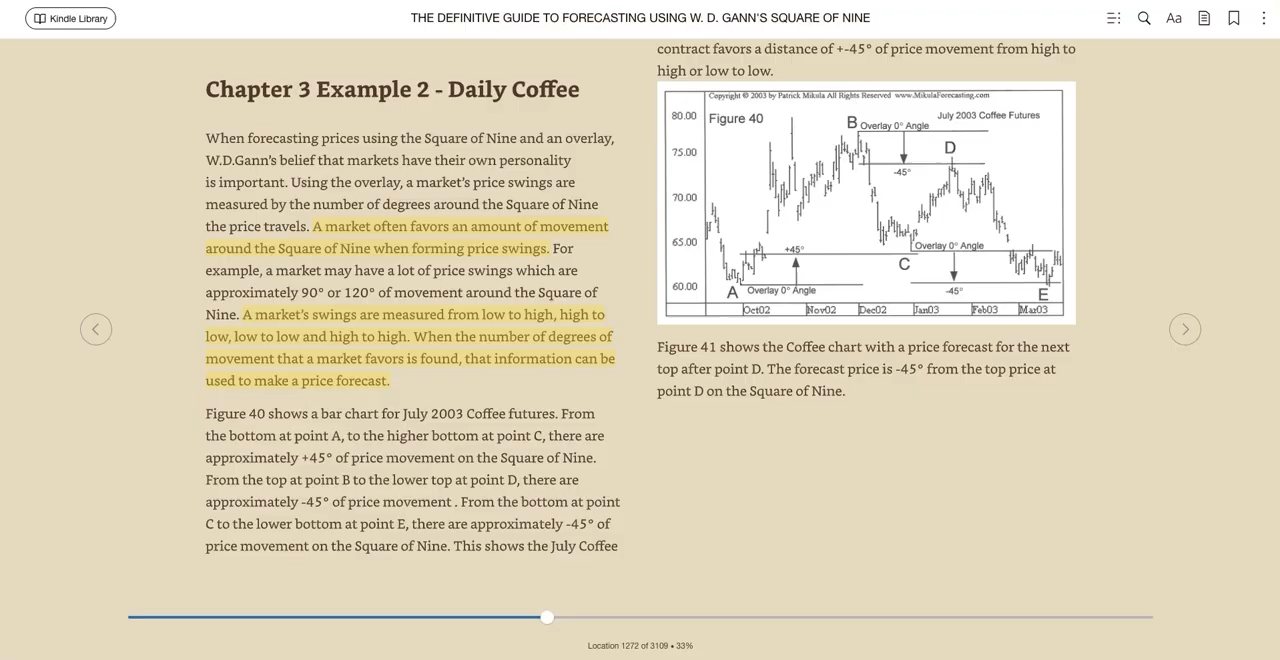 Kindle Library
THE DEFINITIVE GUIDE TO FORECASTING USING W. D. GANN'S SQUARE OF NINE
Aa
Chapter 3 Example 2 - Daily Coffee
When forecasting prices using the Square of Nine and an overlay,
W.D.Gann's belief that markets have their own personality
is important. Using the overlay, a market's price swings are
measured by the number of degrees around the Square of Nine
the price travels. A market often favors an amount of movement
around the Square of Nine when forming price swings. For
example, a market may have a lot of price swings which are
approximately 90° or 120° of movement around the Square of
Nine. A market's swings are measured from low to high, high to
low, low to low and high to high. When the number of degrees of
movement that a market favors is found, that information can be
used to make a price forecast.
Figure 40 shows a bar chart for July 2003 Coffee futures. From
the bottom at point A, to the higher bottom at point C, there are
approximately +45° of price movement on the Square of Nine.
From the top at point B to the lower top at point D, there are
approximately -45° of price movement . From the bottom at point
C to the lower bottom at point E, there are approximately -45° of
price movement on the Square of Nine. This shows the July Coffee
contract favors a distance of +-45° of price movement from high to
high or low to low.
Copyright © 2003 by Patrick Mikula All Rights Reserved www.MikulaForecasting.com
80.00
Figure 40
B
Overlay 0° Angle
July 2003 Coffee Futures
75.00
-45°
D
70.00
65.00
+45°
Overlay 0° Angle
C
60.00
A
Overlay 0° Angle
-45°
E
Oct02
Nov02
Dec02
Jan03
Feb03
Mar03
Figure 41 shows the Coffee chart with a price forecast for the next
top after point D. The forecast price is -45° from the top price at
point D on the Square of Nine.
Location 1272 of 3109 • 33%